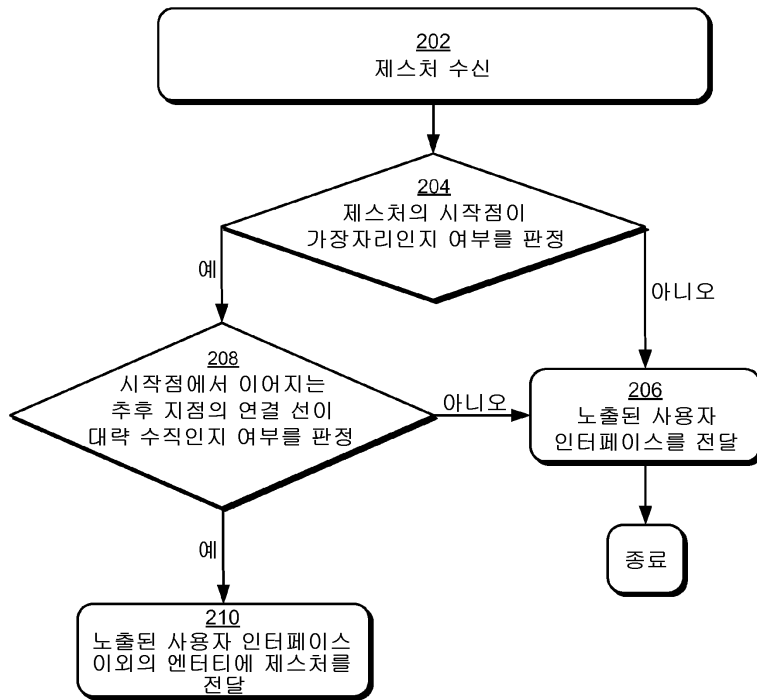 202
제스처 수신
204
제스처의 시작점이
가장자리인지 여부를 판정
예
아니오
208
시작점에서 이어지는
추후 지점의 연결 선이
대략 수직인지 여부를 판정
아니오
206
노출된 사용자
인터페이스를 전달
예
종료
210
노출된 사용자 인터페이스
이외의 엔터티에 제스처를
전달